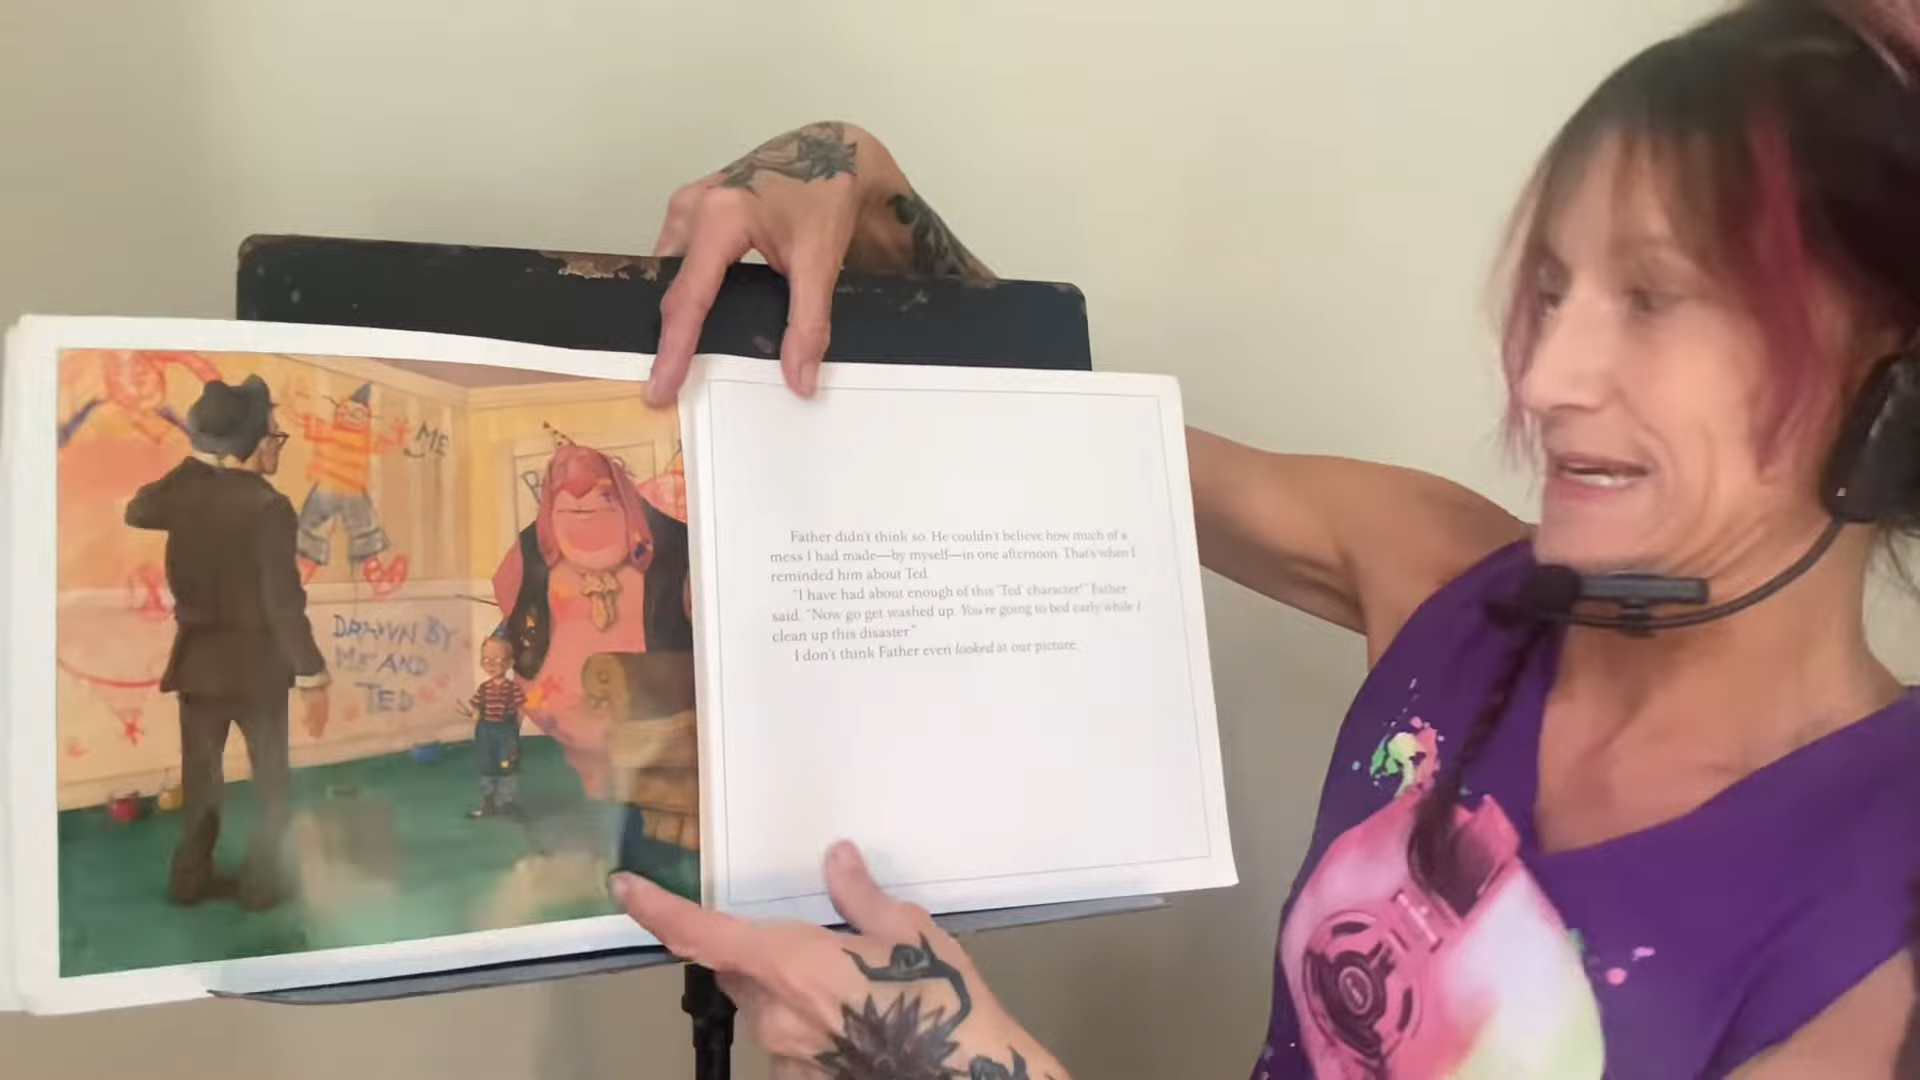 ME
DRAWN BY
ME AND
TED
Father didn't think so. He couldn't believe how much of a
mess I had made—by myself—in one afternoon. That's when I
reminded him about Ted.
"I have had about enough of this 'Ted' character!" Father
said. "Now go get washed up. You're going to bed early while I
clean up this disaster."
I don't think Father even looked at our picture.